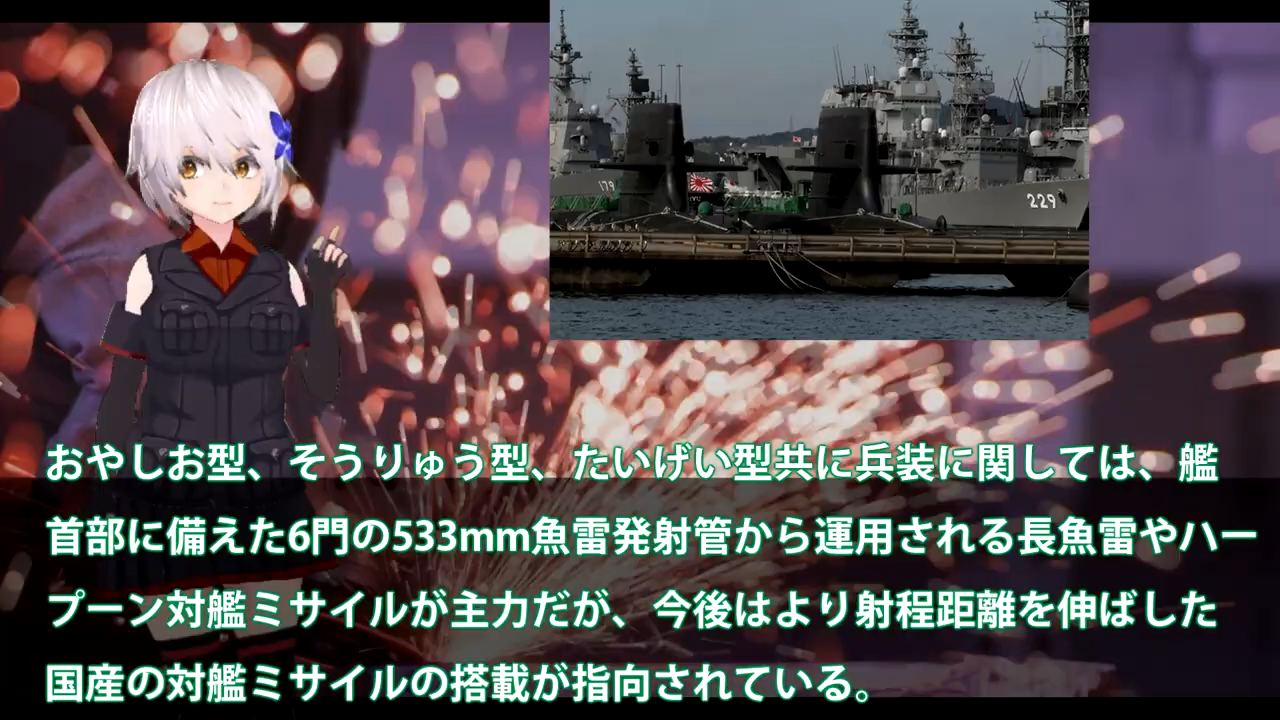 179
229
おやしお型、そうりゅう型、たいげい型共に兵装に関しては、艦
首部に備えた6門の533mm魚雷発射管から運用される長魚雷やハー
プーン対艦ミサイルが主力だが、今後はより射程距離を伸ばした
国産の対艦ミサイルの搭載が指向されている。